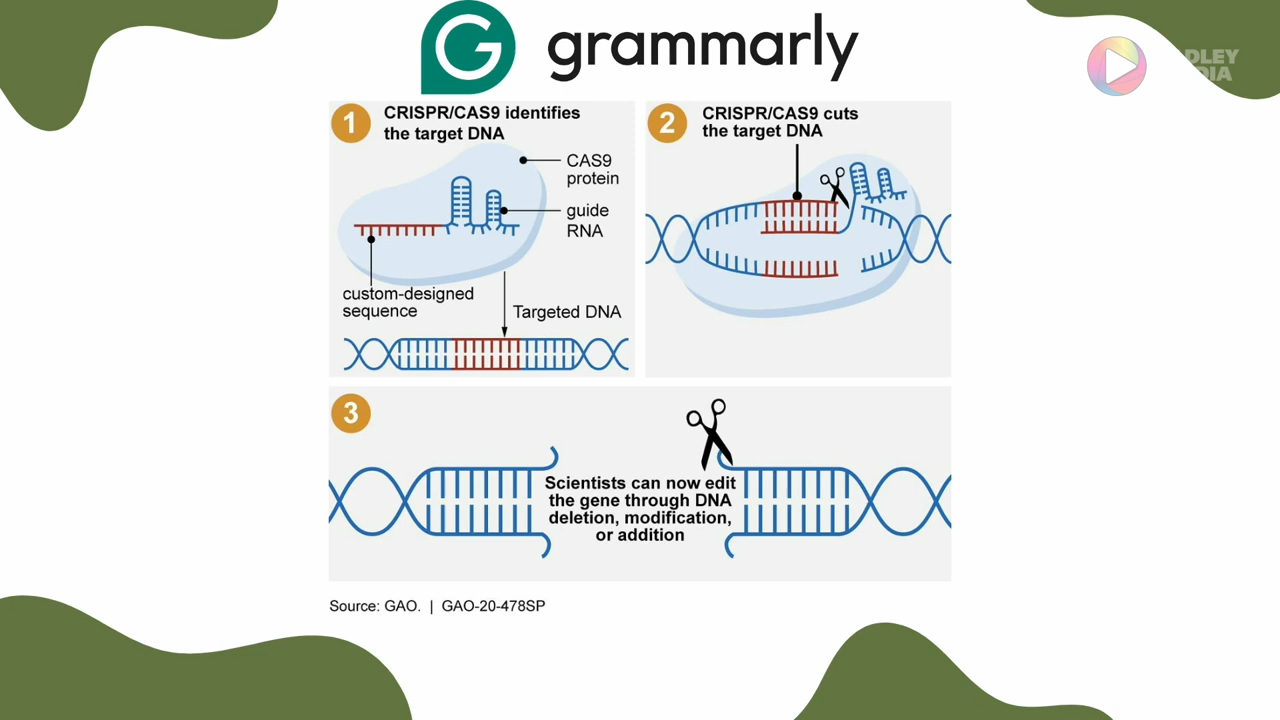 grammarly
1
CRISPR/CAS9 identifies
the target DNA
CAS9
protein
guide
RNA
custom-designed
sequence
Targeted DNA
2
CRISPR/CAS9 cuts
the target DNA
3
Scientists can now edit
the gene through DNA
deletion, modification,
or addition
Source: GAO. | GAO-20-478SP